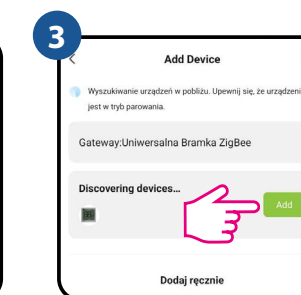 3
Add Device
Wyszukiwanie urządzeń w pobliżu. Upewnij się, że urządzeni
jest w tryb parowania.
Gateway:Uniwersalna Bramka ZigBee
Discovering devices...
Add
Dodaj ręcznie